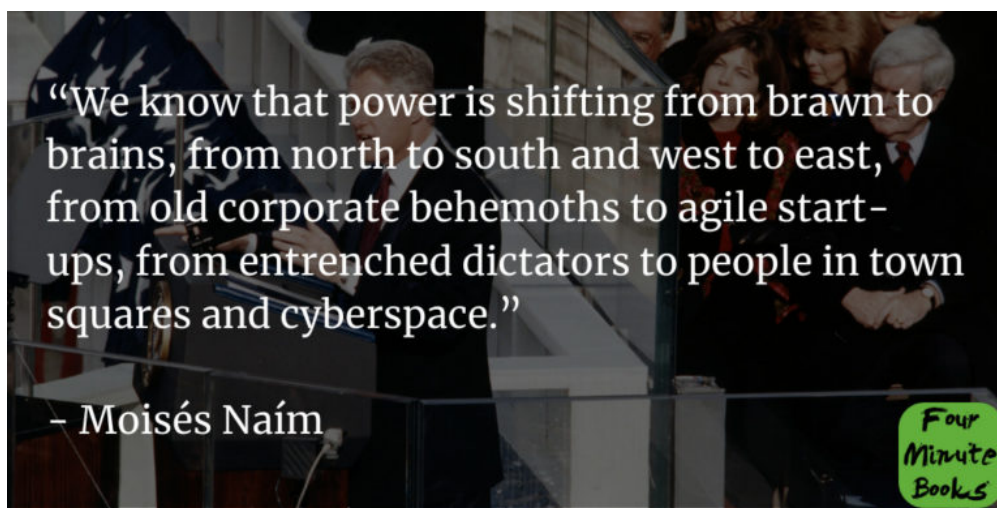 “We know that power is shifting from brawn to
brains, from north to south and west to east,
from old corporate behemoths to agile start-
ups, from entrenched dictators to people in town
squares and cyberspace.”
- Moisés Naím
Four
Minute
Books